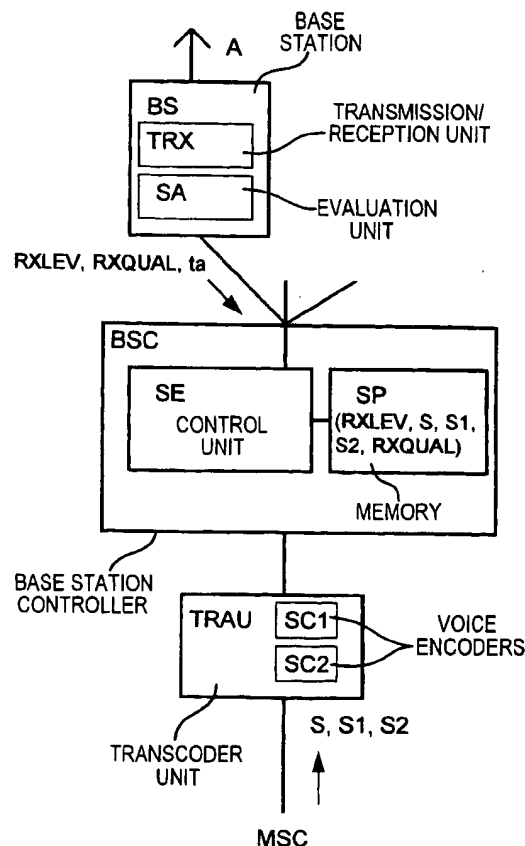 A
BASE
STATION
BS
TRX
TRANSMISSION/
RECEPTION UNIT
SA
EVALUATION
UNIT
RXLEV, RXQUAL, ta
BSC
SE
CONTROL
UNIT
SP
(RXLEV, S, S1,
S2, RXQUAL)
MEMORY
BASE STATION
CONTROLLER
TRAU
SC1
SC2
VOICE
ENCODERS
TRANSCODER
UNIT
S, S1, S2
MSC